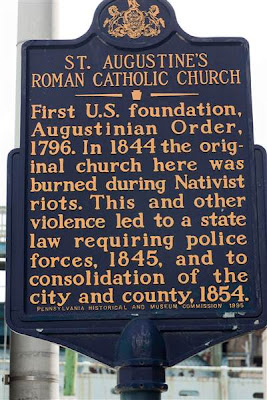 ST. AUGUSTINE'S
ROMAN CATHOLIC CHURCH
First U.S. foundation,
Augustinian Order,
1796. In 1844 the orig-
inal church here was
burned during Nativist
riots. This and other
violence led to a state
law requiring police
forces, 1845, and to
consolidation of the
city and county, 1854.
PENNSYLVANIA HISTORICAL AND MUSEUM COMMISSION 1995